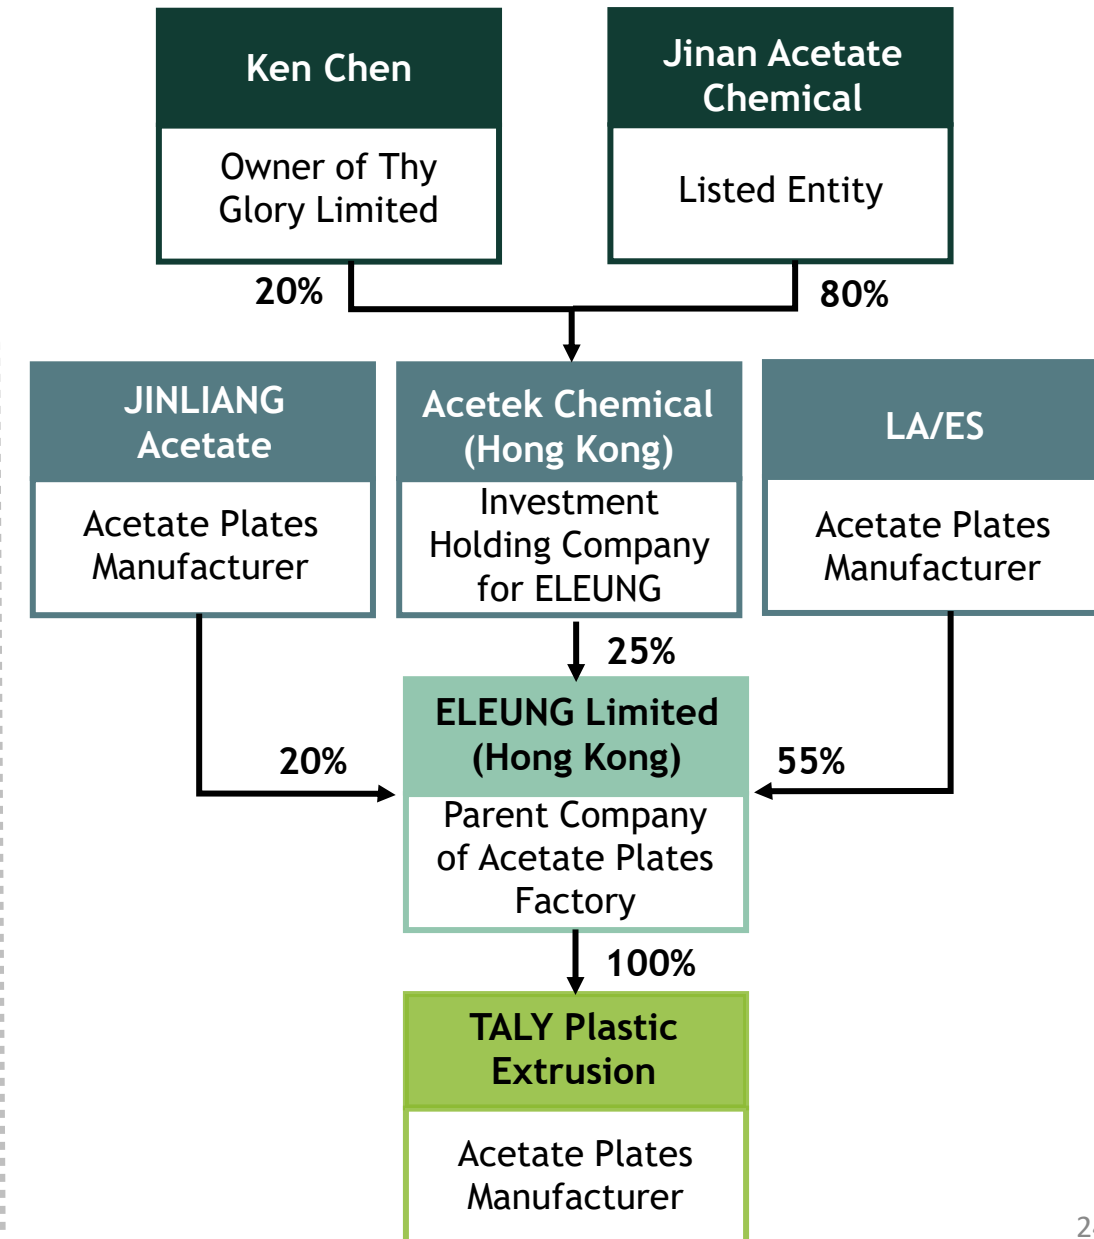 Ken Chen
Owner of Thy
Glory Limited
Jinan Acetate
Chemical
Listed Entity
20%
80%
JINLIANG
Acetate
Acetate Plates
Manufacturer
Acetek Chemical
(Hong Kong)
Investment
Holding Company
for ELEUNG
LA/ES
Acetate Plates
Manufacturer
25%
20%
55%
ELEUNG Limited
(Hong Kong)
Parent Company
of Acetate Plates
Factory
100%
TALY Plastic
Extrusion
Acetate Plates
Manufacturer